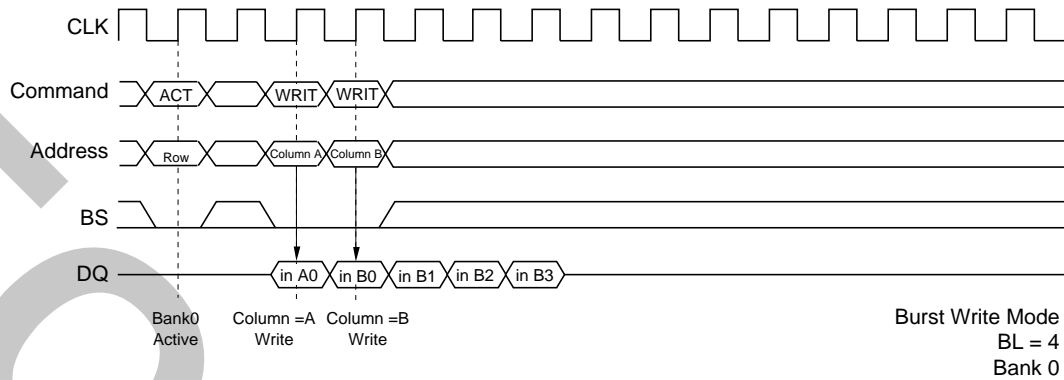 CLK
Command ACT WRIT WRIT
Address Row Column A Column B
BS
DQ in A0 in B0 in B1 in B2 in B3
Bank0 Column =A Column =B
Active Write Write
Burst Write Mode
BL = 4
Bank 0